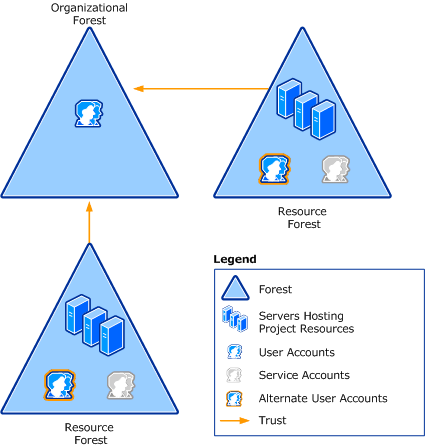 Organizational
Forest
Resource
Forest
Resource
Forest
Legend
Forest
Servers Hosting
Project Resources
User Accounts
Service Accounts
Alternate User Accounts
Trust